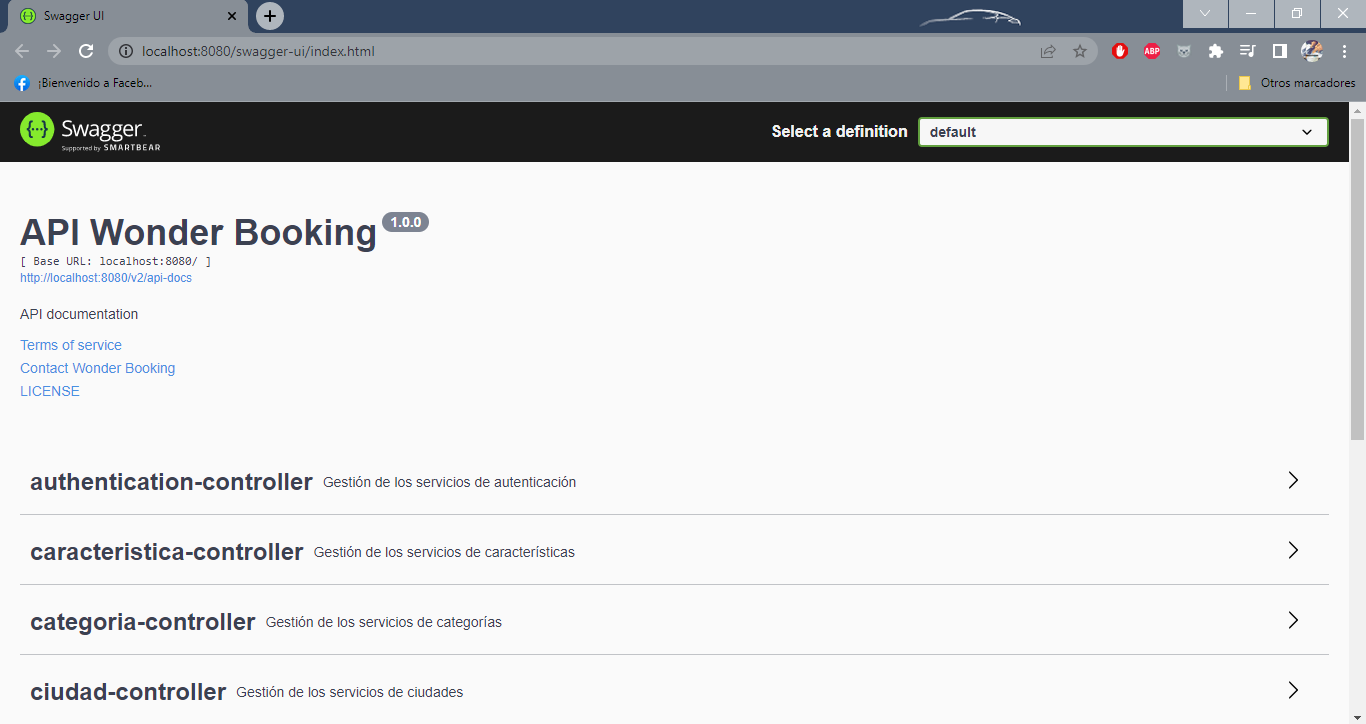 Swagger UI
localhost:8080/swagger-ui/index.html
ABP
¡Bienvenido a Faceb...
Otros marcadores
Swagger
Supported by SMARTBEAR
Select a definition
default
API Wonder Booking 1.0.0
[ Base URL: localhost:8080/ ]
http://localhost:8080/v2/api-docs
API documentation
Terms of service
Contact Wonder Booking
LICENSE
authentication-controller Gestión de los servicios de autenticación
caracteristica-controller Gestión de los servicios de características
categoria-controller Gestión de los servicios de categorías
ciudad-controller Gestión de los servicios de ciudades